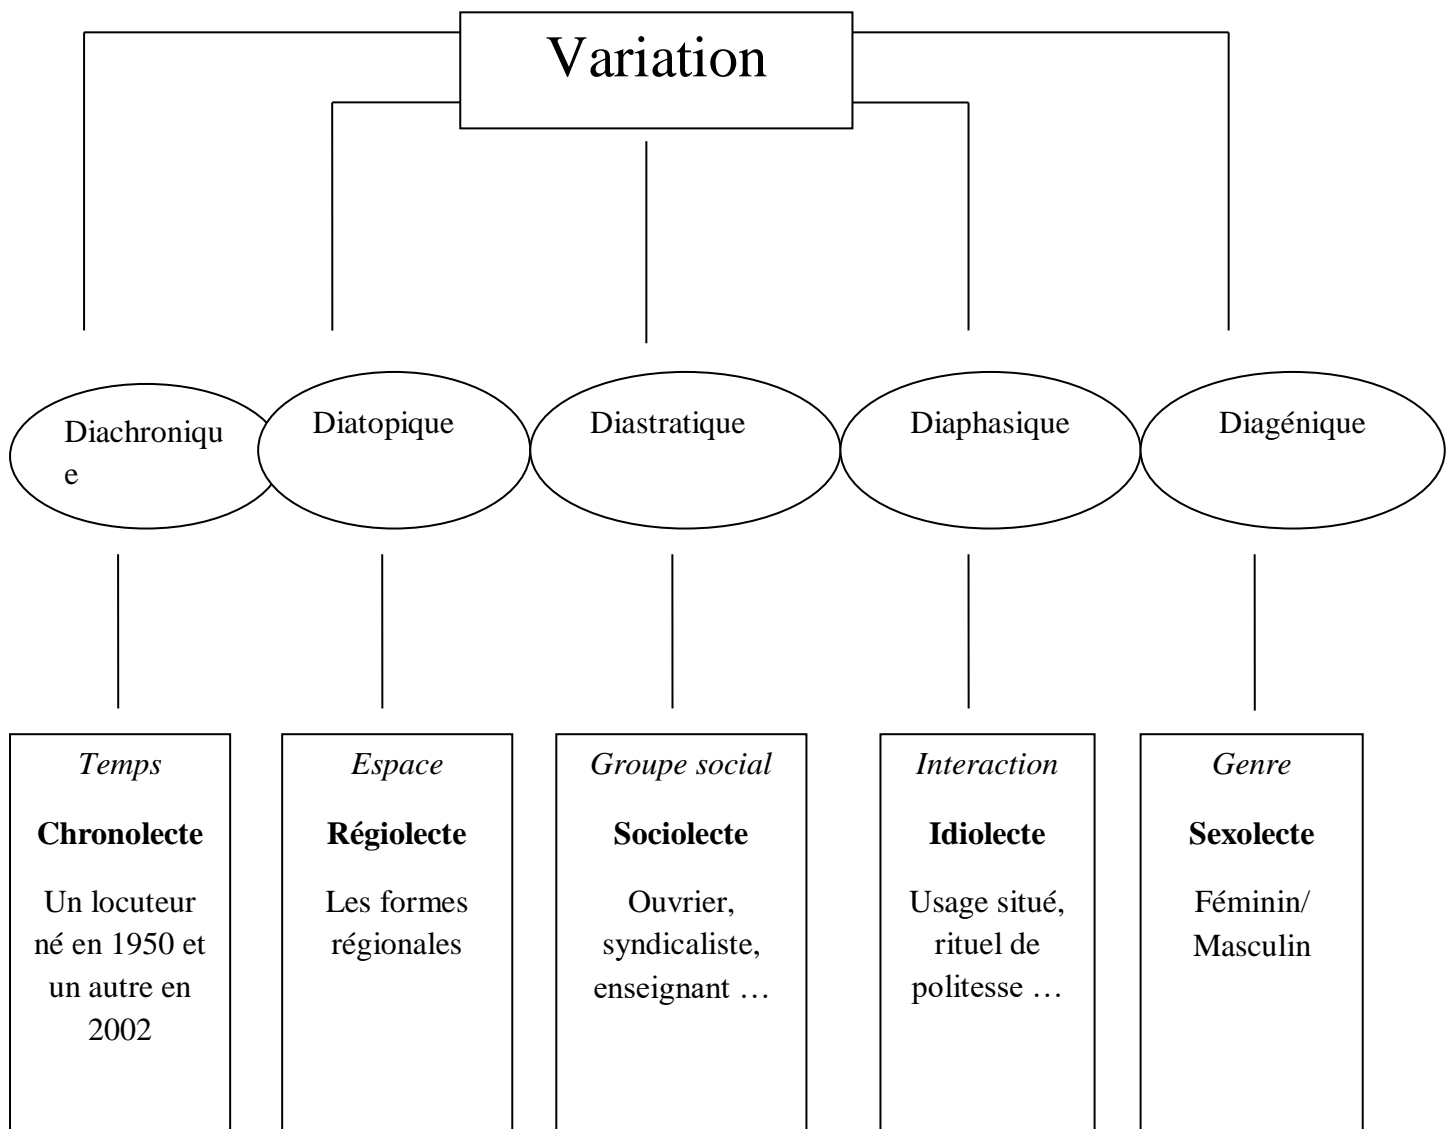 Variation
Diachroniqu
e
Diatopique
Diastratique
Diaphasique
Diagénique
Temps
Chronolecte
Un locuteur
né en 1950 et
un autre en
2002
Espace
Régiolecte
Les formes
régionales
Groupe social
Sociolecte
Ouvrier,
syndicaliste,
enseignant …
Interaction
Idiolecte
Usage situé,
rituel de
politesse …
Genre
Sexolecte
Féminin/
Masculin